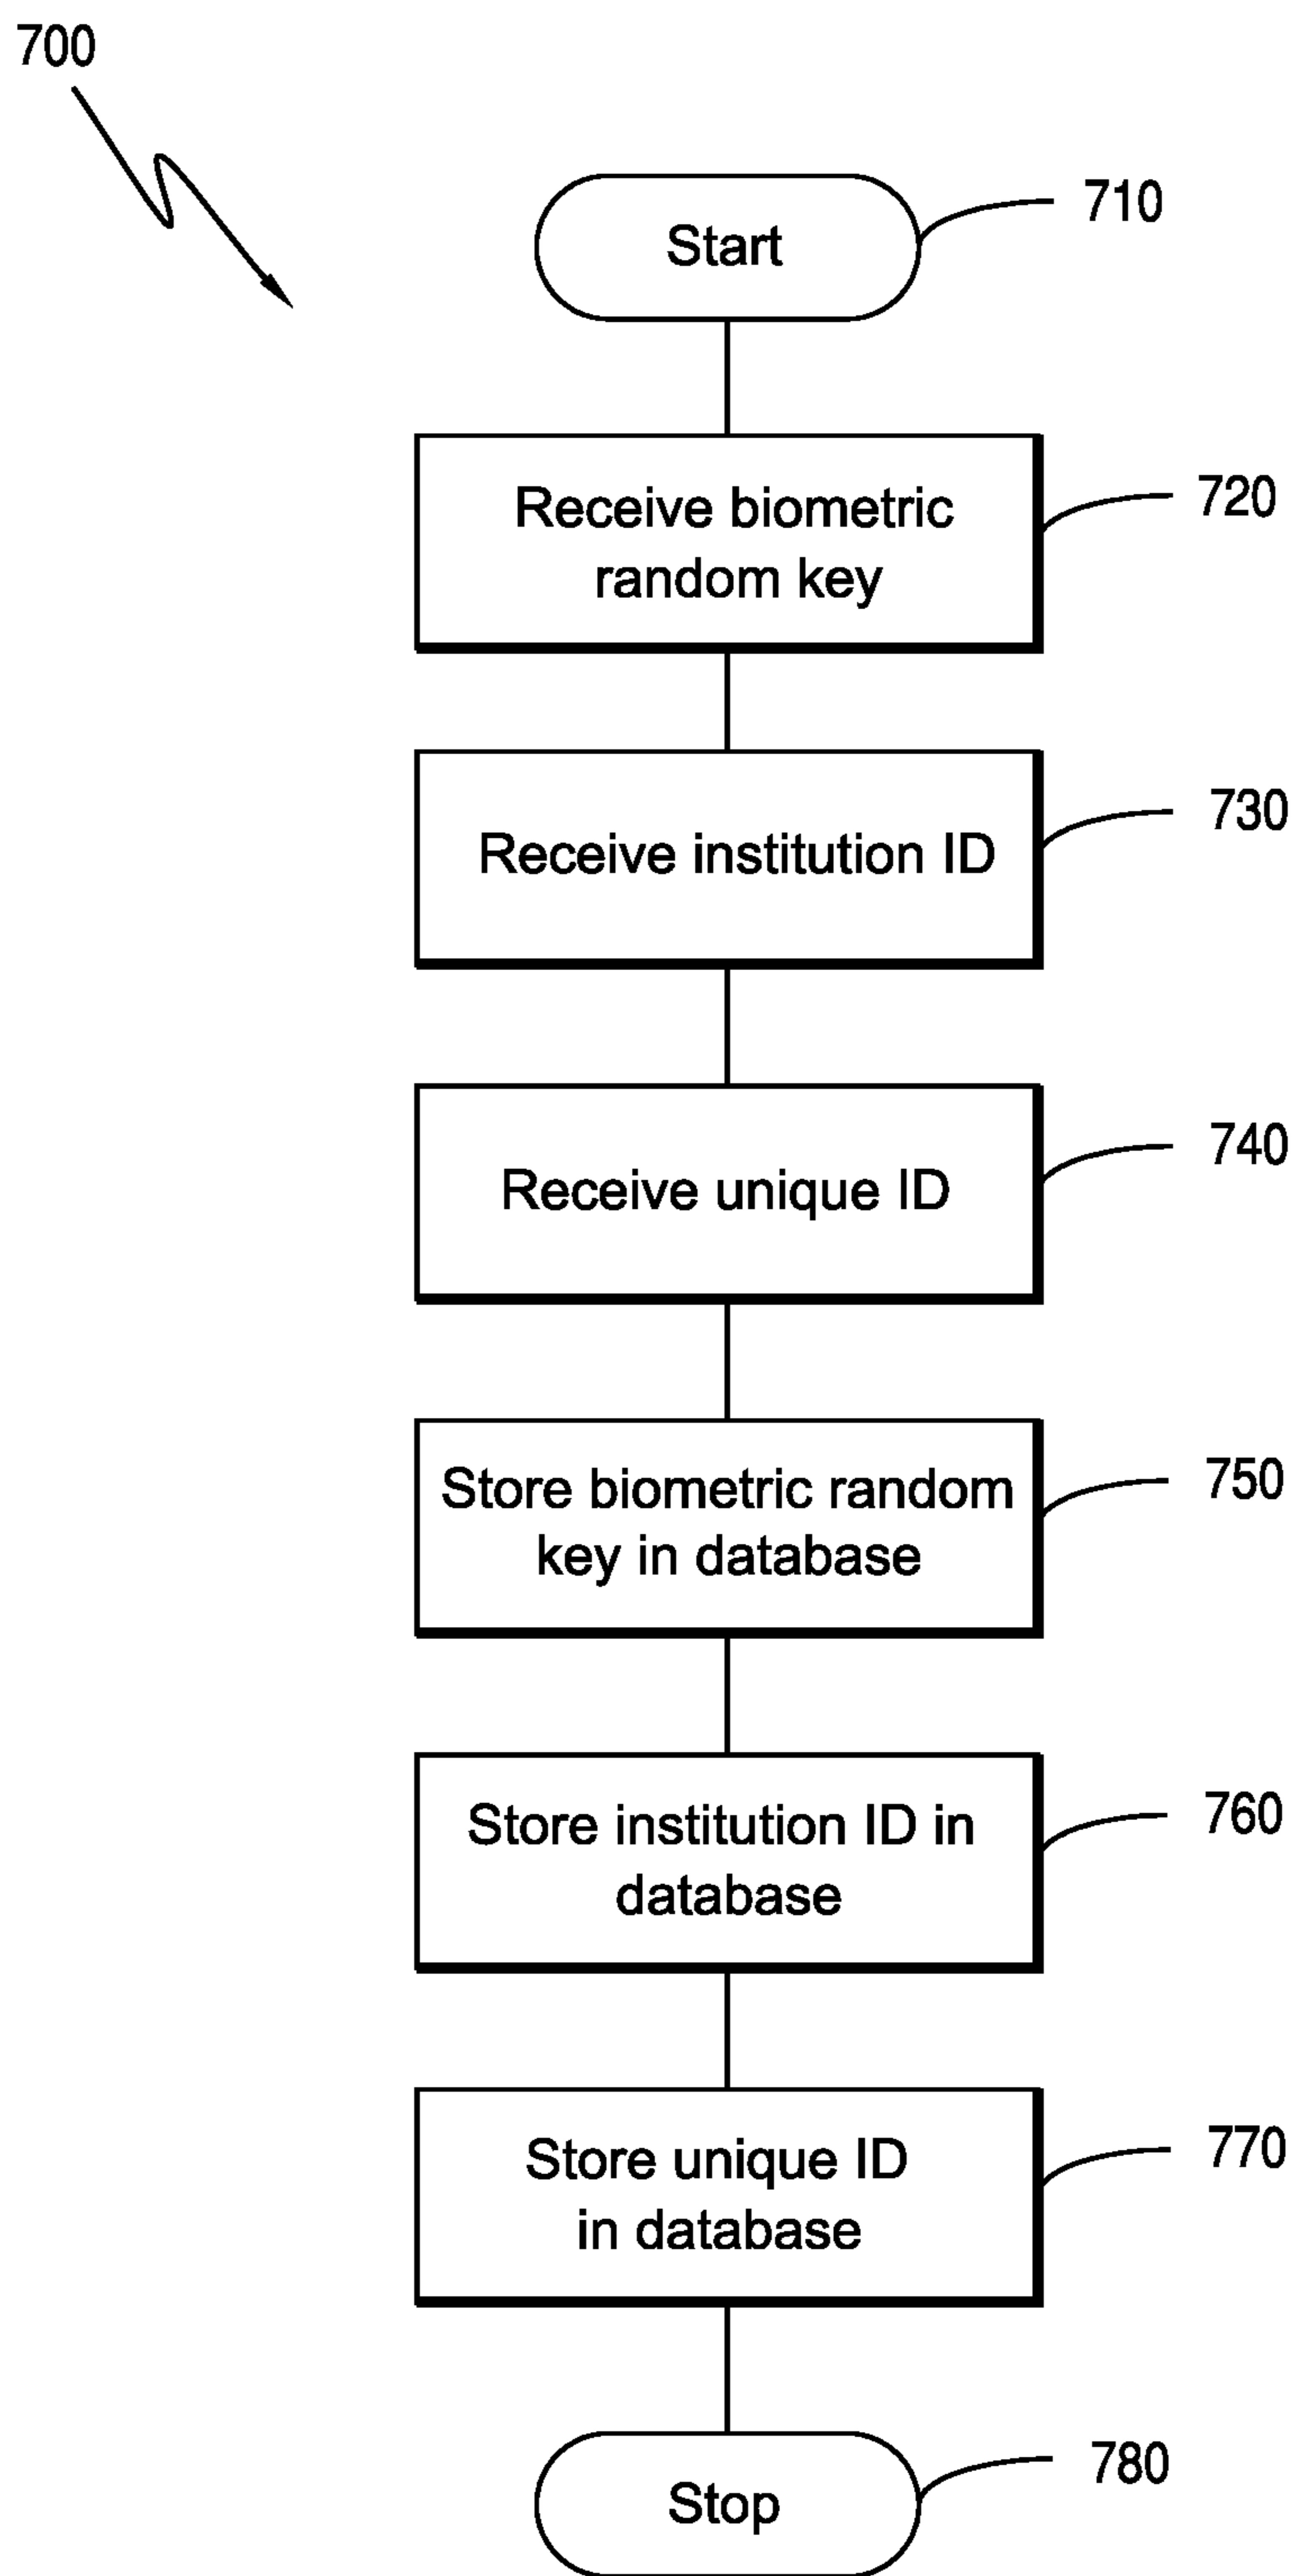 700
Start
710
Receive biometric
random key
720
Receive institution ID
730
Receive unique ID
740
Store biometric random
key in database
750
Store institution ID in
database
760
Store unique ID
in database
770
Stop
780